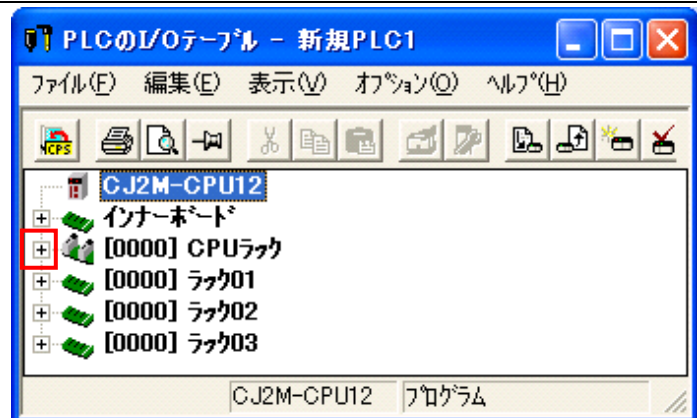 PLCのI/Oテーブル - 新規PLC1
ファイル(F) 編集(E) 表示(V) オプション(O) ヘルプ(H)
CPS
CJ2M-CPU12
インナーボード
[0000] CPUラック
[0000] ラック01
[0000] ラック02
[0000] ラック03
CJ2M-CPU12 プログラム